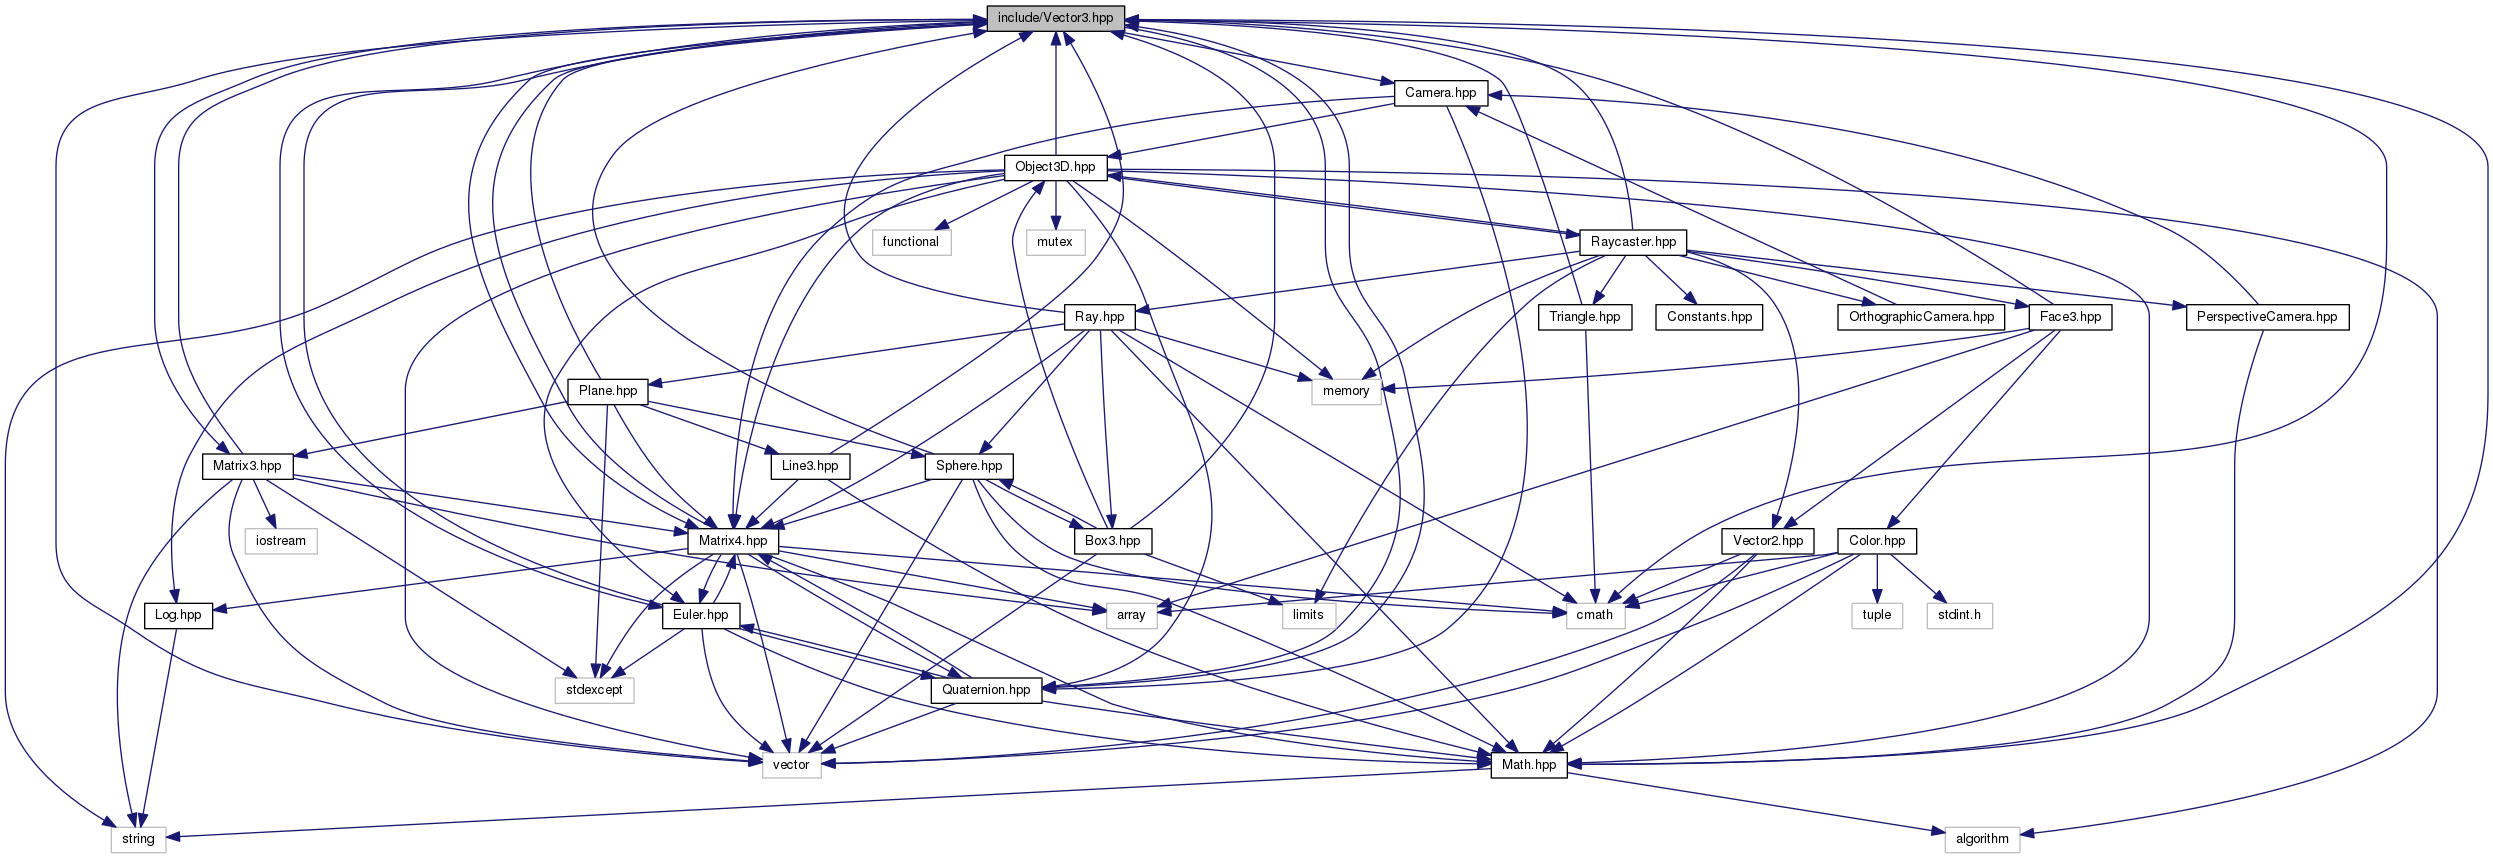 include/Vector3.hpp
Camera.hpp
Object3D.hpp
functional
mutex
Raycaster.hpp
Ray.hpp
Triangle.hpp
Constants.hpp
OrthographicCamera.hpp
Face3.hpp
PerspectiveCamera.hpp
Plane.hpp
memory
Matrix3.hpp
Line3.hpp
Sphere.hpp
iostream
Matrix4.hpp
Box3.hpp
Vector2.hpp
Color.hpp
Log.hpp
Euler.hpp
array
limits
cmath
tuple
stdint.h
stdexcept
Quaternion.hpp
vector
Math.hpp
string
algorithm